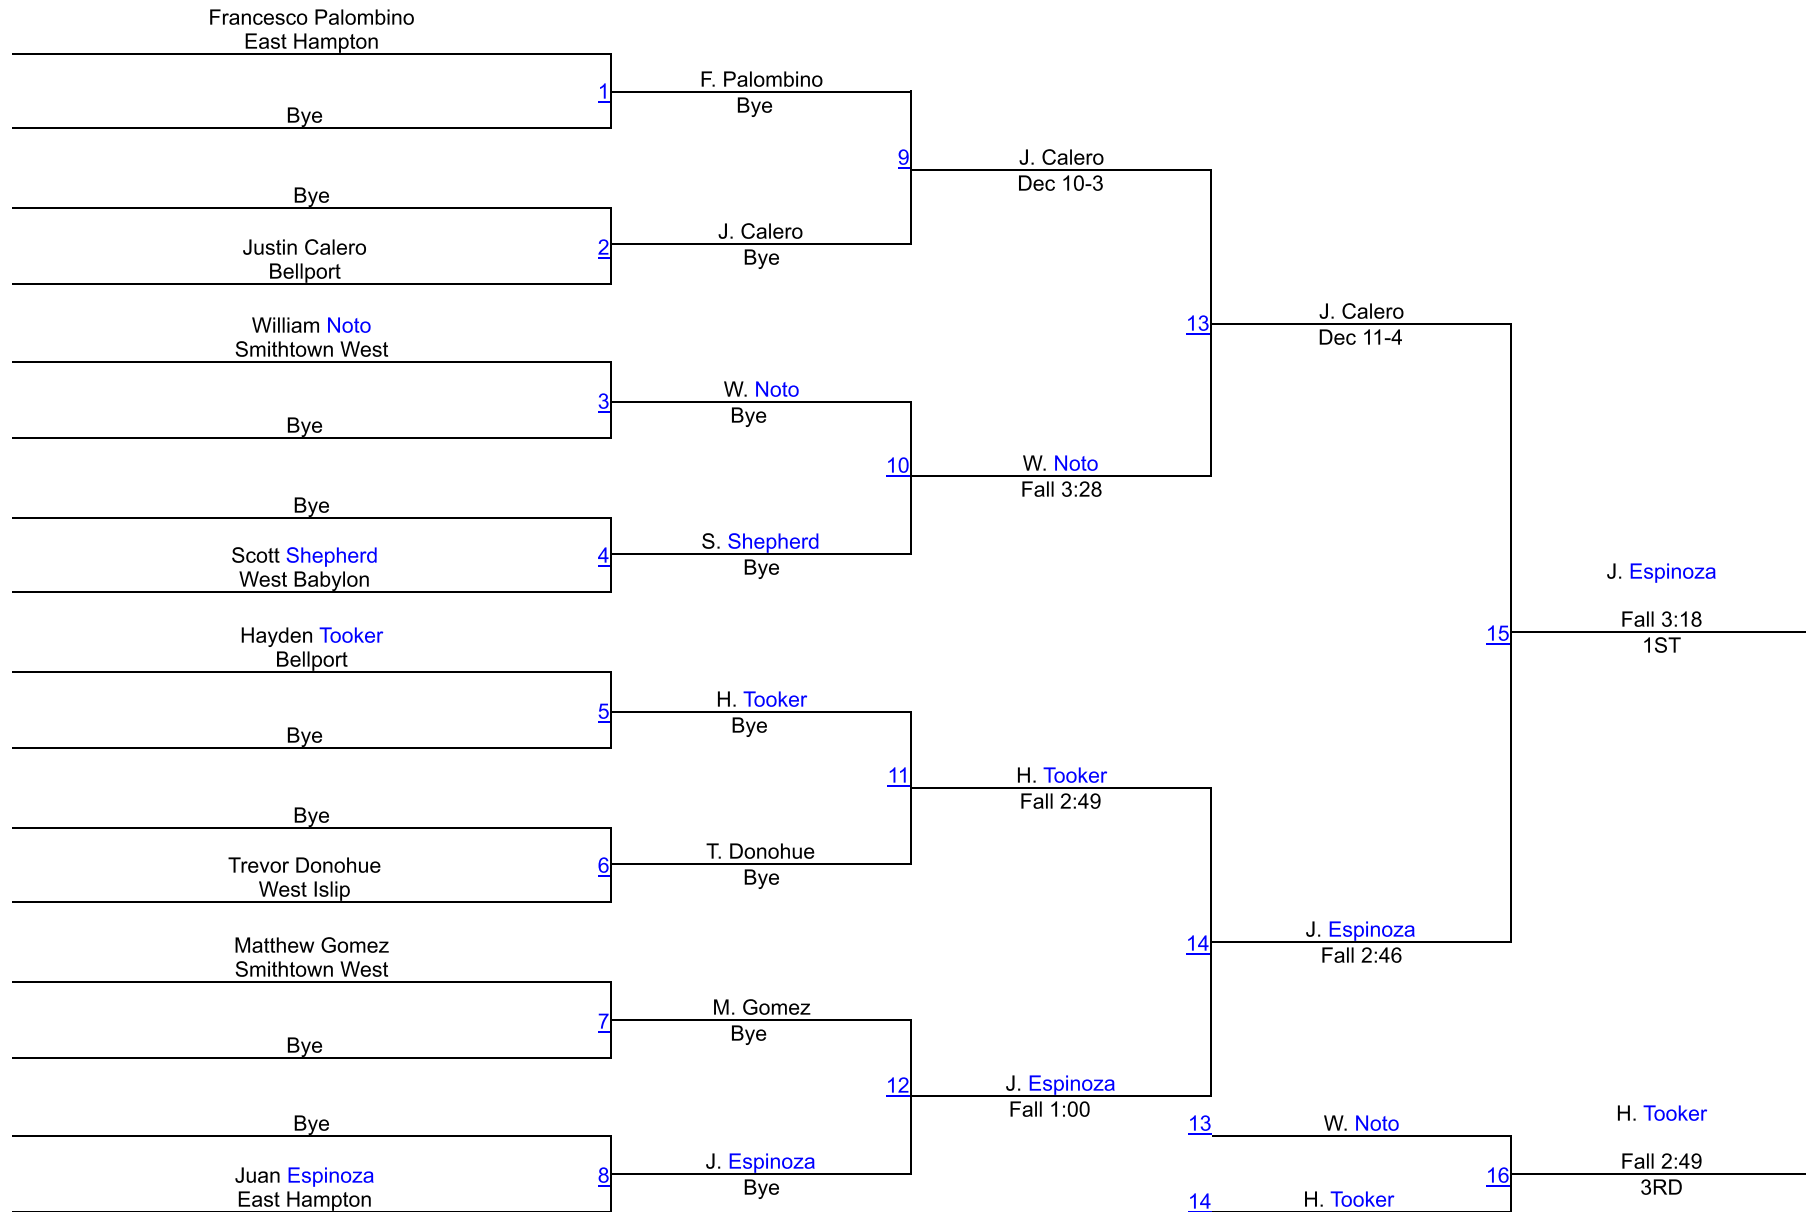 Francesco Palombino
East Hampton
1
Bye
F. Palombino
Bye
Bye
2
Justin Calero
Bellport
J. Calero
Bye
9
J. Calero
Dec 10-3
William Noto
Smithtown West
3
Bye
W. Noto
Bye
Bye
4
Scott Shepherd
West Babylon
S. Shepherd
Bye
10
W. Noto
Fall 3:28
13
J. Calero
Dec 11-4
Hayden Tooker
Bellport
5
Bye
H. Tooker
Bye
Bye
6
Trevor Donohue
West Islip
T. Donohue
Bye
11
H. Tooker
Fall 2:49
Matthew Gomez
Smithtown West
7
Bye
M. Gomez
Bye
Bye
8
Juan Espinoza
East Hampton
J. Espinoza
Bye
12
J. Espinoza
Fall 1:00
14
J. Espinoza
Fall 2:46
15
J. Espinoza
Fall 3:18
1ST
13
W. Noto
14
H. Tooker
16
H. Tooker
Fall 2:49
3RD